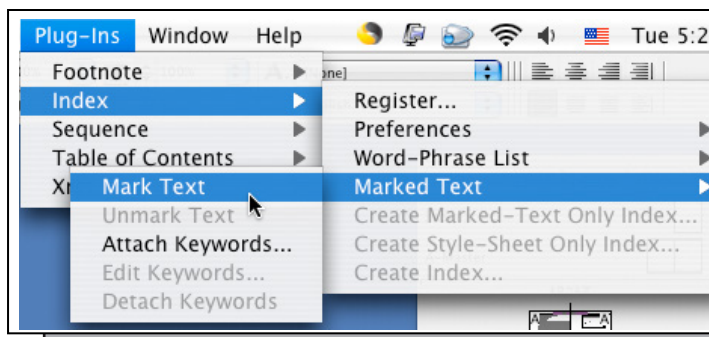 Plug-Ins Window Help Tue 5:2
Footnote
Index
Sequence
Table of Contents
Register...
Preferences
Word-Phrase List
Marked Text
Create Marked-Text Only Index...
Create Style-Sheet Only Index...
Create Index...
Mark Text
Unmark Text
Attach Keywords...
Edit Keywords...
Detach Keywords
A A